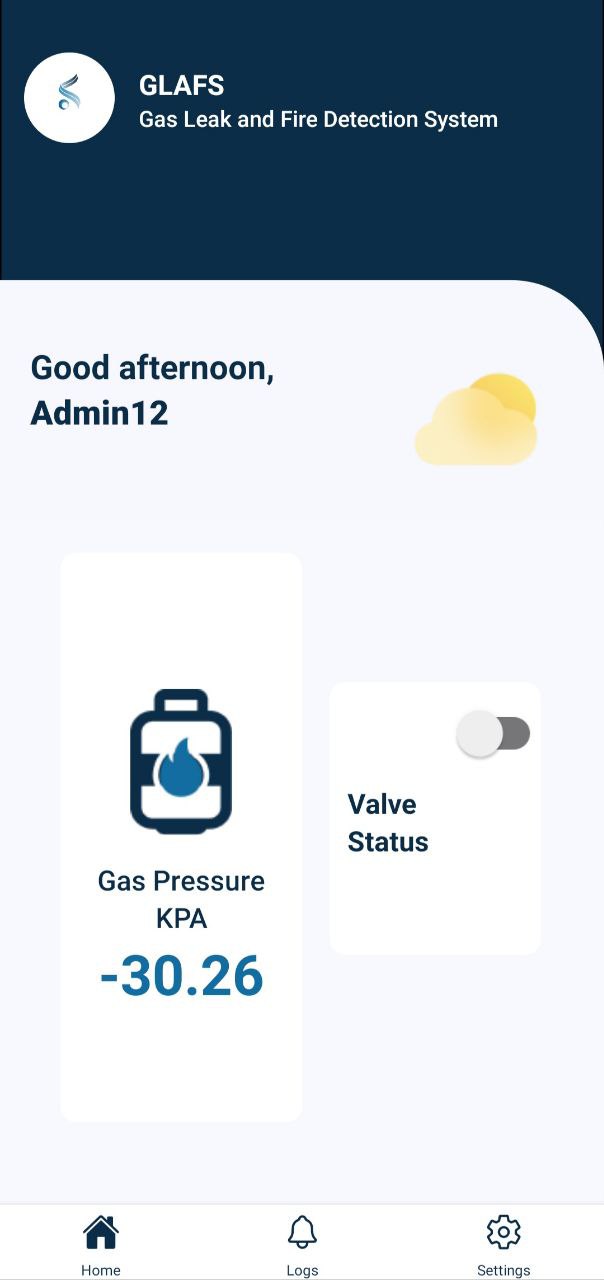 GLAFS
Gas Leak and Fire Detection System
Good afternoon,
Admin12
Gas Pressure
KPA
-30.26
Valve
Status
Home
Logs
Settings